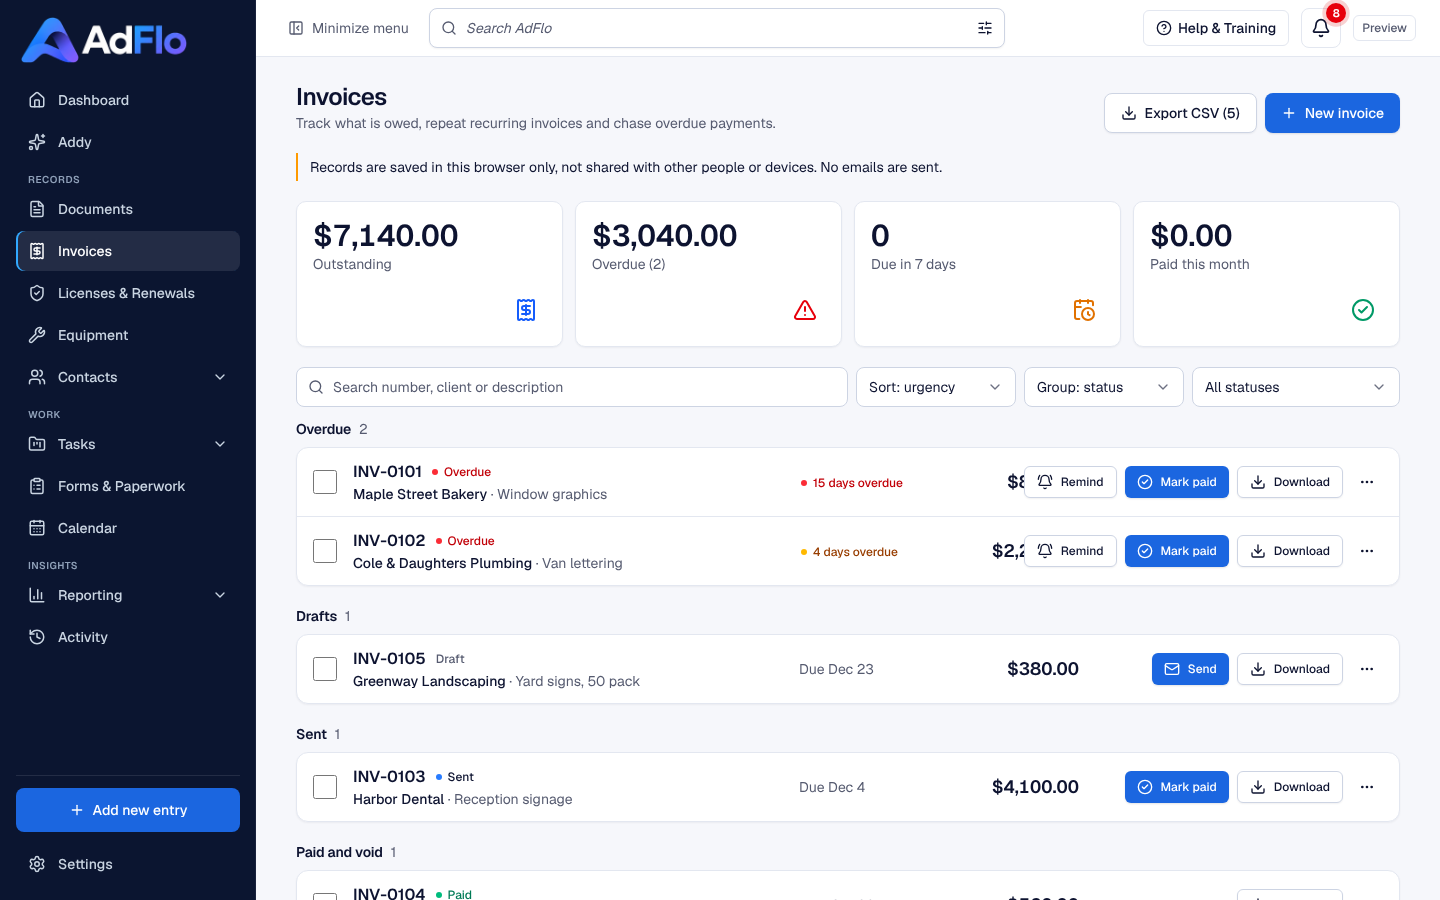 AdFlo
Minimize menu
Search AdFlo
Help & Training
8
Preview
Dashboard
Addy
RECORDS
Documents
Invoices
Licenses & Renewals
Equipment
Contacts
WORK
Tasks
Forms & Paperwork
Calendar
INSIGHTS
Reporting
Activity
Add new entry
Settings
Invoices
Track what is owed, repeat recurring invoices and chase overdue payments.
Export CSV (5)
New invoice
Records are saved in this browser only, not shared with other people or devices. No emails are sent.
$7,140.00
Outstanding
$3,040.00
Overdue (2)
0
Due in 7 days
$0.00
Paid this month
Search number, client or description
Sort: urgency
Group: status
All statuses
Overdue 2
INV-0101 Overdue
Maple Street Bakery · Window graphics
15 days overdue
Remind
Mark paid
Download
INV-0102 Overdue
Cole & Daughters Plumbing · Van lettering
4 days overdue
Remind
Mark paid
Download
Drafts 1
INV-0105 Draft
Greenway Landscaping · Yard signs, 50 pack
Due Dec 23
$380.00
Send
Download
Sent 1
INV-0103 Sent
Harbor Dental · Reception signage
Due Dec 4
$4,100.00
Mark paid
Download
Paid and void 1
INV-0104 Paid